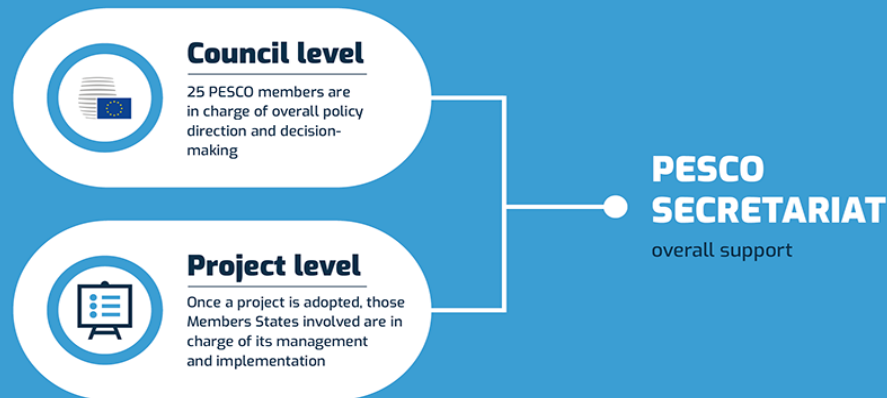 Council level
25 PESCO members are
in charge of overall policy
direction and decision-
making
Project level
Once a project is adopted, those
Members States involved are in
charge of its management
and implementation
PESCO
SECRETARIAT
overall support